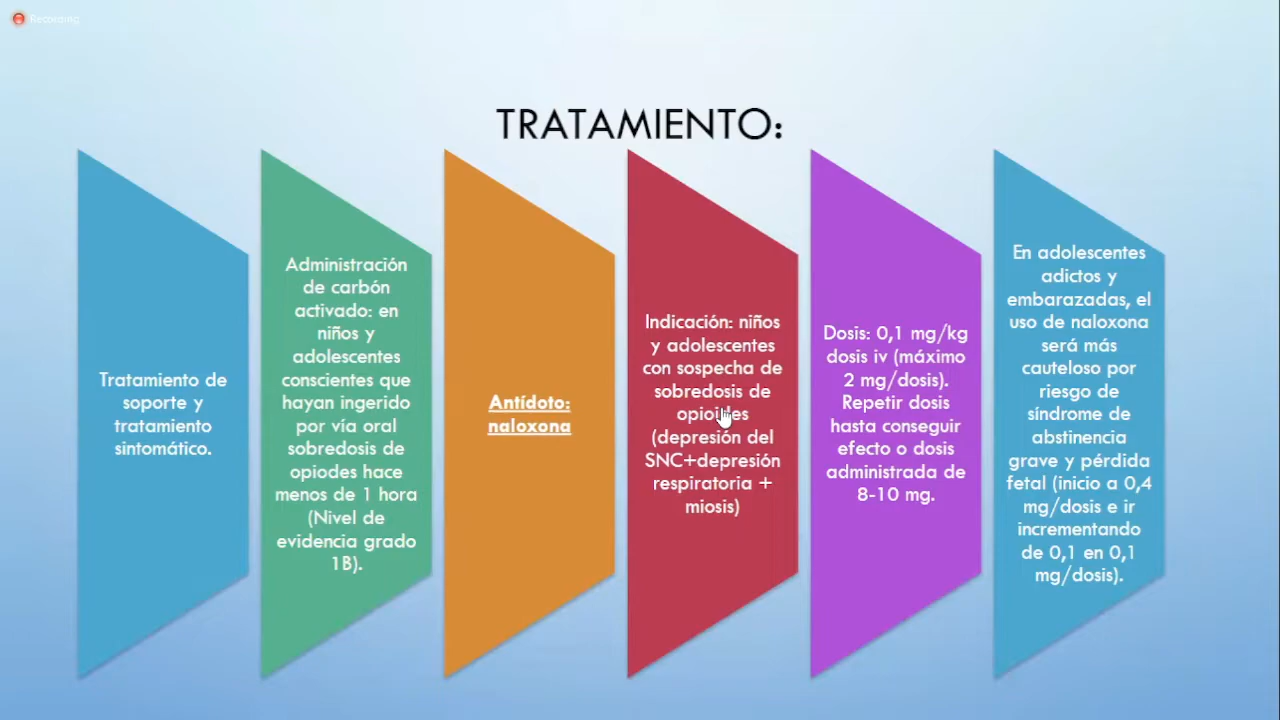 Recording
TRATAMIENTO:
Tratamiento de
soporte y
tratamiento
sintomático.
Administración
de carbón
activado: en
niños y
adolescentes
conscientes que
hayan ingerido
por vía oral
sobredosis de
opiodes hace
menos de 1 hora
(Nivel de
evidencia grado
1B).
Antídoto:
naloxona
Indicación: niños
y adolescentes
con sospecha de
sobredosis de
opioides
(depresión del
SNC+depresión
respiratoria +
miosis)
Dosis: 0,1 mg/kg
dosis iv (máximo
2 mg/dosis).
Repetir dosis
hasta conseguir
efecto o dosis
administrada de
8-10 mg.
En adolescentes
adictos y
embarazadas, el
uso de naloxona
será más
cauteloso por
riesgo de
síndrome de
abstinencia
grave y pérdida
fetal (inicio a 0,4
mg/dosis e ir
incrementando
de 0,1 en 0,1
mg/dosis).